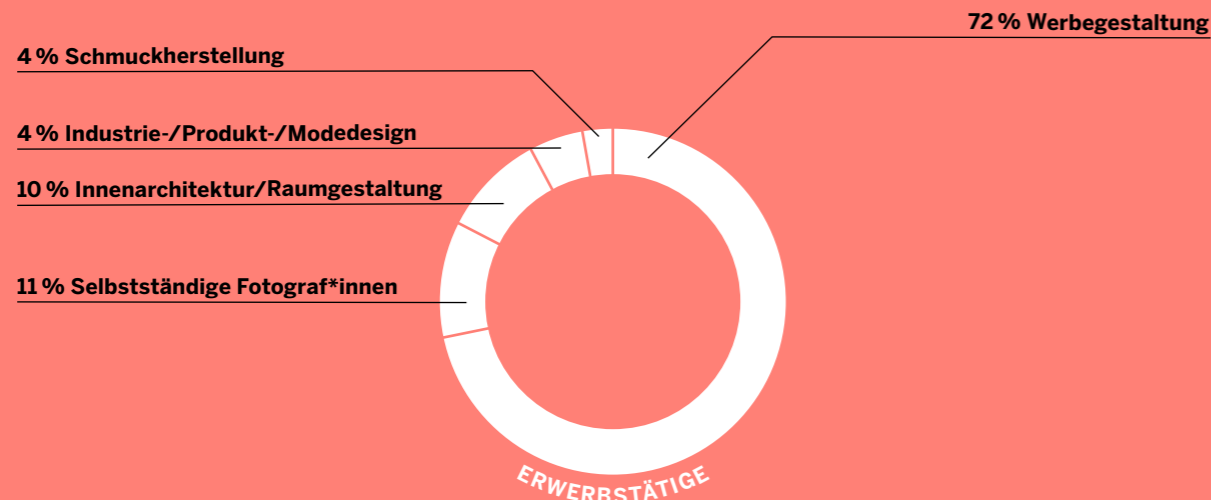 72 % Werbegestaltung
4 % Schmuckherstellung
4 % Industrie-/Produkt-/Modedesign
10 % Innenarchitektur/Raumgestaltung
11 % Selbstständige Fotograf*innen
ERWERBSTÄTIGE